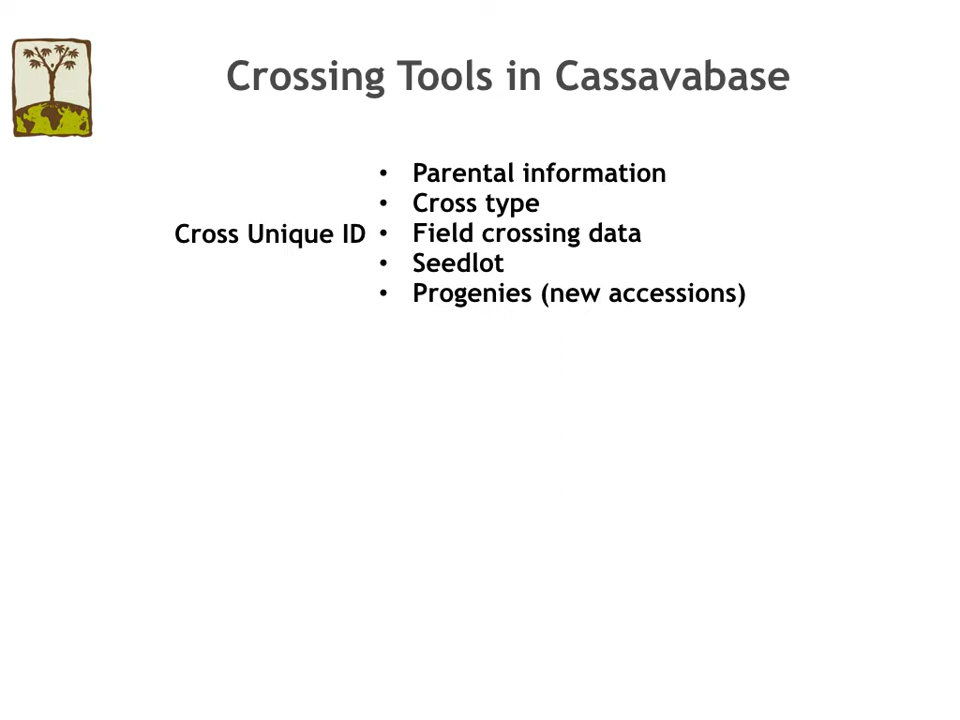 Crossing Tools in Cassavabase
• Parental information
• Cross type
Cross Unique ID • Field crossing data
• Seedlot
• Progenies (new accessions)